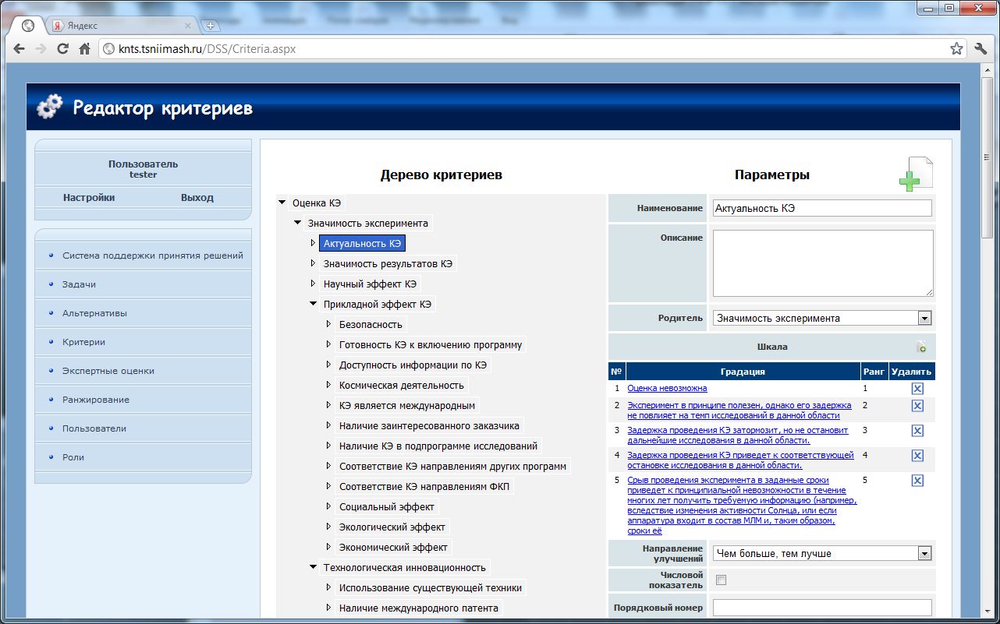 Яндекс
knts.tsniimash.ru/DSS/Criteria.aspx
Редактор критериев
Пользователь
tester
Настройки Выход
Система поддержки принятия решений
Задачи
Альтернативы
Критерии
Экспертные оценки
Ранжирование
Пользователи
Роли
Дерево критериев
Оценка КЭ
Значимость эксперимента
Актуальность КЭ
Значимость результатов КЭ
Научный эффект КЭ
Прикладной эффект КЭ
Безопасность
Готовность КЭ к включению программу
Доступность информации по КЭ
Космическая деятельность
КЭ является международным
Наличие заинтересованного заказчика
Наличие КЭ в подпрограмме исследований
Соответствие КЭ направлениям других программ
Соответствие КЭ направлениям ФКП
Социальный эффект
Экологический эффект
Экономический эффект
Технологическая инновационность
Использование существующей техники
Наличие международного патента
Параметры
Наименование Актуальность КЭ
Описание
Родитель Значимость эксперимента
Шкала
№ Градация Ранг Удалить
1 Оценка невозможна 1
2 Эксперимент в принципе полезен, однако его задержка 2
не повлияет на темп исследований в данной области
3 Задержка проведения КЭ затормозит, но не остановит 3
дальнейшие исследования в данной области.
4 Задержка проведения КЭ приведет к соответствующей 4
остановке исследования в данной области.
5 Срыв проведения эксперимента в заданные сроки 5
приведет к принципиальной невозможности в течение
многих лет получить требуемую информацию (например,
вследствие изменения активности Солнца, или если
аппаратура входит в состав МЛМ и, таким образом,
сроки её
Направление
улучшений
Чем больше, тем лучше
Числовой
показатель
Порядковый номер